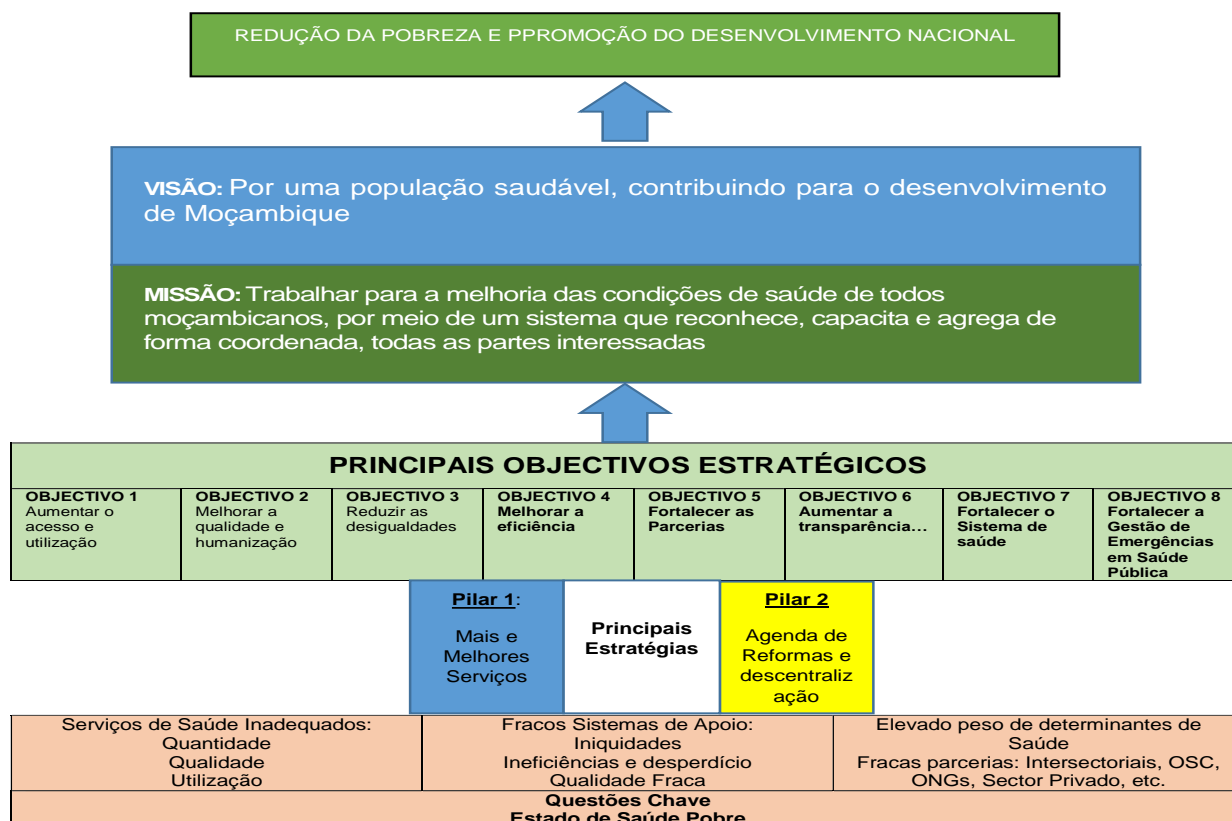 REDUÇÃO DA POBREZA E PPROMOÇÃO DO DESENVOLVIMENTO NACIONAL
VISÃO: Por uma população saudável, contribuindo para o desenvolvimento
de Moçambique
MISSÃO: Trabalhar para a melhoria das condições de saúde de todos
moçambicanos, por meio de um sistema que reconhece, capacita e agrega de
forma coordenada, todas as partes interessadas
PRINCIPAIS OBJECTIVOS ESTRATÉGICOS
OBJECTIVO 1
Aumentar o
acesso e
utilização
OBJECTIVO 2
Melhorar a
qualidade e
humanização
OBJECTIVO 3
Reduzir as
desigualdades
OBJECTIVO 4
Melhorar a
eficiência
OBJECTIVO 5
Fortalecer as
Parcerias
OBJECTIVO 6
Aumentar a
transparência...
OBJECTIVO 7
Fortalecer o
Sistema de
saúde
OBJECTIVO 8
Fortalecer a
Gestão de
Emergências
em Saúde
Pública
Pilar 1:
Mais e
Melhores
Serviços
Principais
Estratégias
Pilar 2
Agenda de
Reformas e
descentraliz
ação
Serviços de Saúde Inadequados:
Quantidade
Qualidade
Utilização
Fracos Sistemas de Apoio:
Iniquidades
Ineficiências e desperdício
Qualidade Fraca
Elevado peso de determinantes de
Saúde
Fracas parcerias: Intersectoriais, OSC,
ONGs, Sector Privado, etc.
Questões Chave
Estado de Saúde Pobre